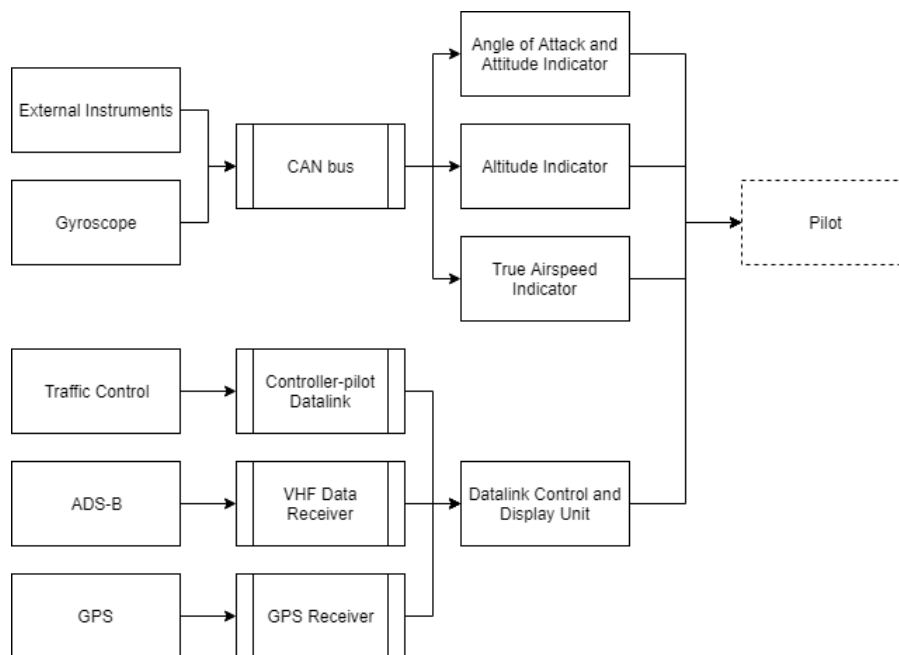 Angle of Attack and
Attitude Indicator
External Instruments
CAN bus
Altitude Indicator
Gyroscope
Pilot
True Airspeed
Indicator
Traffic Control
Controller-pilot
Datalink
ADS-B
VHF Data
Receiver
Datalink Control and
Display Unit
GPS
GPS Receiver